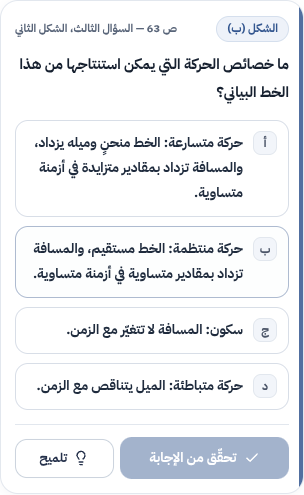 الشكل (ب)
ص 63 – السؤال الثالث، الشكل الثاني
ما خصائص الحركة التي يمكن استنتاجها من هذا
الخط البياني؟
أ
حركة متسارعة: الخط منحنٍ وميله يزداد،
والمسافة تزداد بمقادير متزايدة في أزمنة
متساوية.
ب
حركة منتظمة: الخط مستقيم، والمسافة
تزداد بمقادير متساوية في أزمنة متساوية.
ج
سكون: المسافة لا تتغيّر مع الزمن.
د
حركة متباطئة: الميل يتناقص مع الزمن.
تحقّق من الإجابة
تلميح